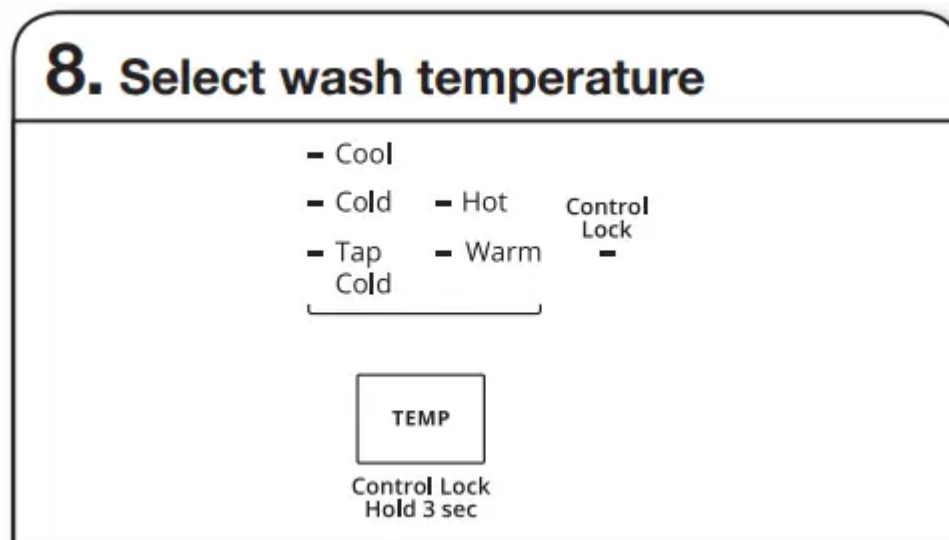 8. Select wash temperature
Cool
Cold
Hot
Control
Lock
Tap
Cold
Warm
TEMP
Control Lock
Hold 3 sec